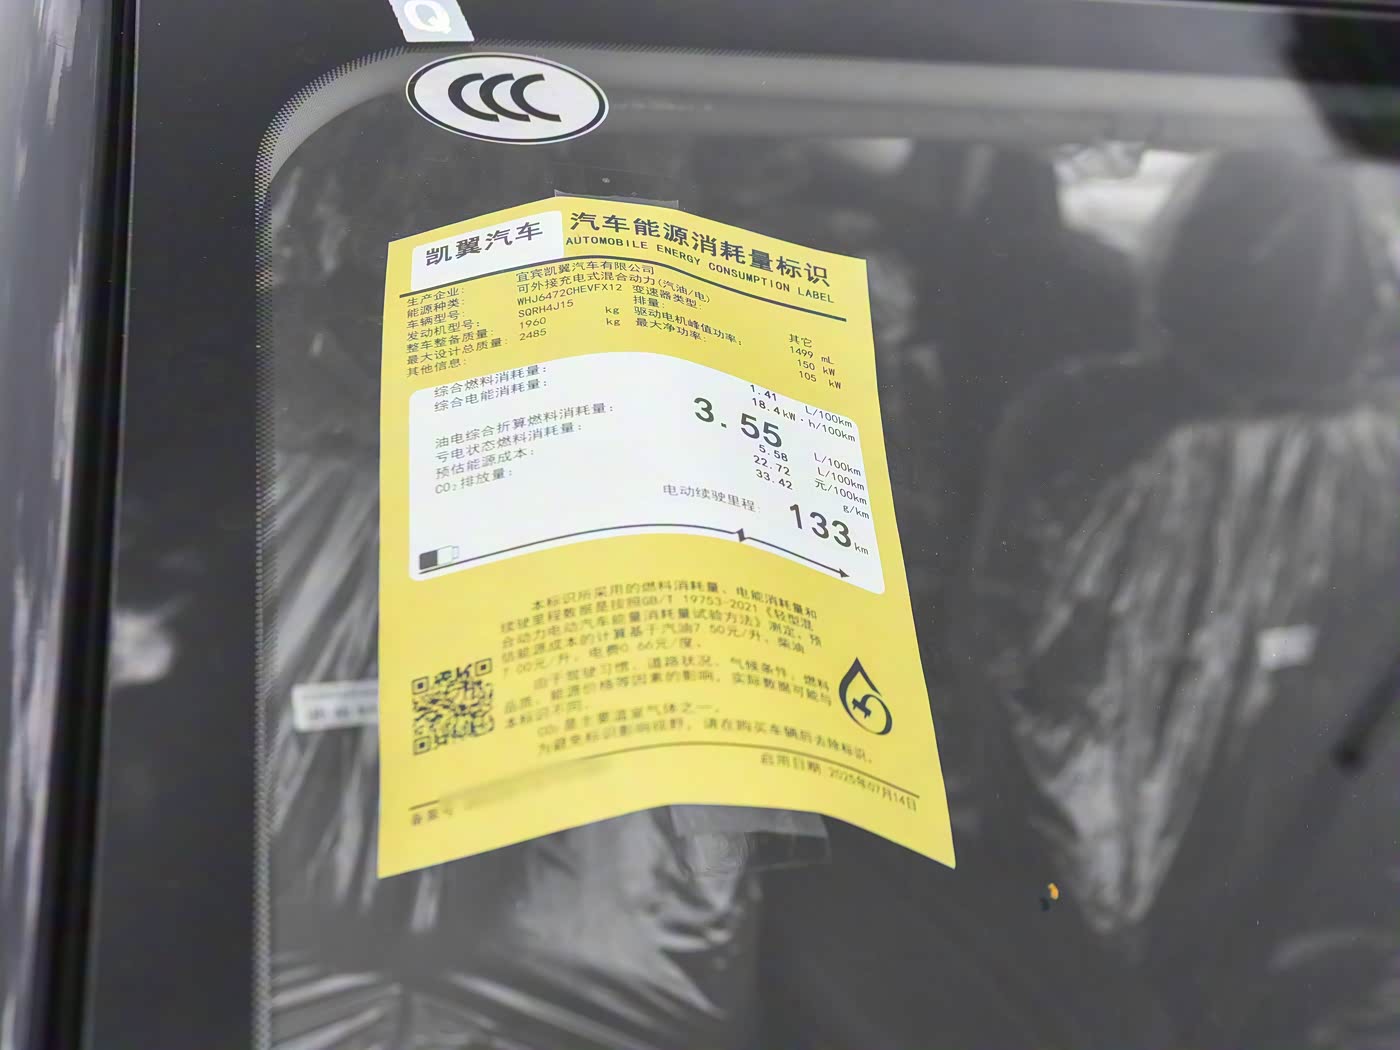 Q
CCC
凯翼汽车
汽车能源消耗量标识
AUTOMOBILE ENERGY CONSUMPTION LABEL
生产企业: 宜宾凯翼汽车有限公司
能源种类: 可外接充电式混合动力(汽油/电)
车辆型号: WHJ6472CHEVFX12 变速器类型: 其它
发动机型号: SQRH4J15 排量: 1499 mL
整车整备质量: 1960 kg 驱动电机峰值功率: 150 kW
最大设计总质量: 2485 kg 最大净功率: 105 kW
其他信息:
综合燃料消耗量: 1.41 L/100km
综合电能消耗量: 18.4 kW·h/100km
油电综合折算燃料消耗量: 3.55 L/100km
亏电状态燃料消耗量: 5.58 L/100km
预估能源成本: 22.72 元/100km
CO₂排放量: 33.42 g/km
电动续驶里程: 133 km
本标识所采用的燃料消耗量、电能消耗量和
续驶里程数据是按照GB/T 19753-2021《轻型混
合动力电动汽车能量消耗量试验方法》测定。预
估能源成本的计算基于汽油7.50元/升、柴油
7.00元/升、电费0.66元/度。
由于驾驶习惯、道路状况、气候条件、燃料
品质、能源价格等因素的影响,实际数据可能与
本标识不同。
CO₂是主要温室气体之一。
为避免标识影响视野,请在购买车辆后去除标识。
启用日期 2025年07月14日
备案号